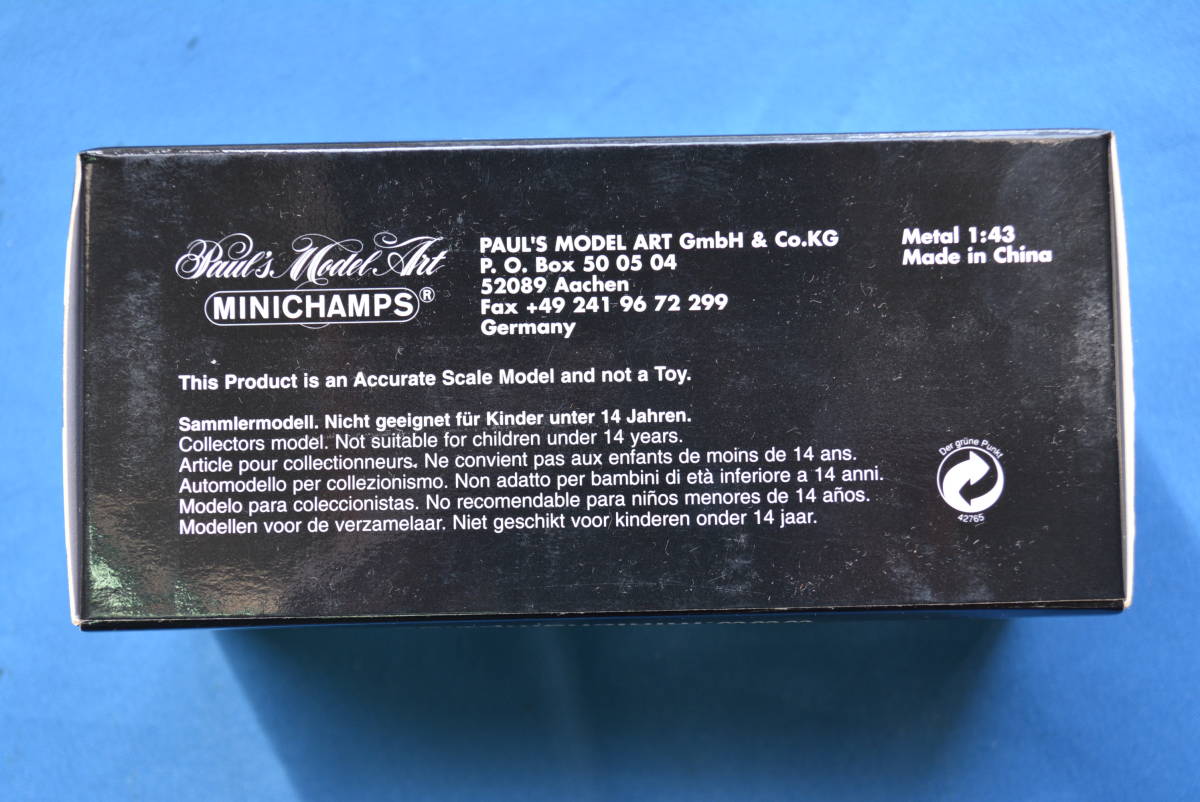 Paul's Model Art
MINICHAMPS®
PAUL'S MODEL ART GmbH & Co.KG
P. O. Box 50 05 04
52089 Aachen
Fax +49 241 96 72 299
Germany
Metal 1:43
Made in China
This Product is an Accurate Scale Model and not a Toy.
Sammlermodell. Nicht geeignet für Kinder unter 14 Jahren.
Collectors model. Not suitable for children under 14 years.
Article pour collectionneurs. Ne convient pas aux enfants de moins de 14 ans.
Automodello per collezionismo. Non adatto per bambini di età inferiore a 14 anni.
Modelo para coleccionistas. No recomendable para niños menores de 14 años.
Modellen voor de verzamelaar. Niet geschikt voor kinderen onder 14 jaar.
Der grüne Punkt
42765